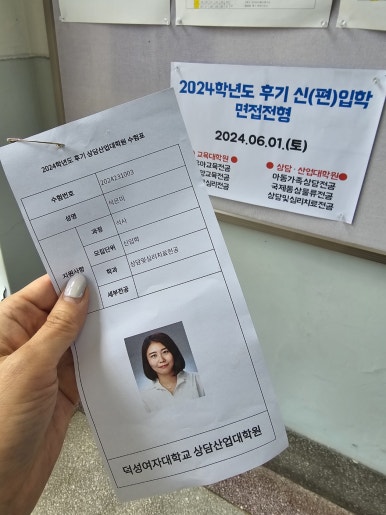 2024학년도 후기 신(편)입학
면접전형
2024.06.01.(토)
교육대학원
상담 · 산업대학원
아동가족상담전공
국제통상물류전공
상담및심리치료전공
2024학년도 후기 상담산업대학원 수험표
수험번호 2024231003
성명
지원사항
과정 석사
모집단위 신입학
학과 상담및심리치료전공
세부전공
덕성여자대학교 상담산업대학원